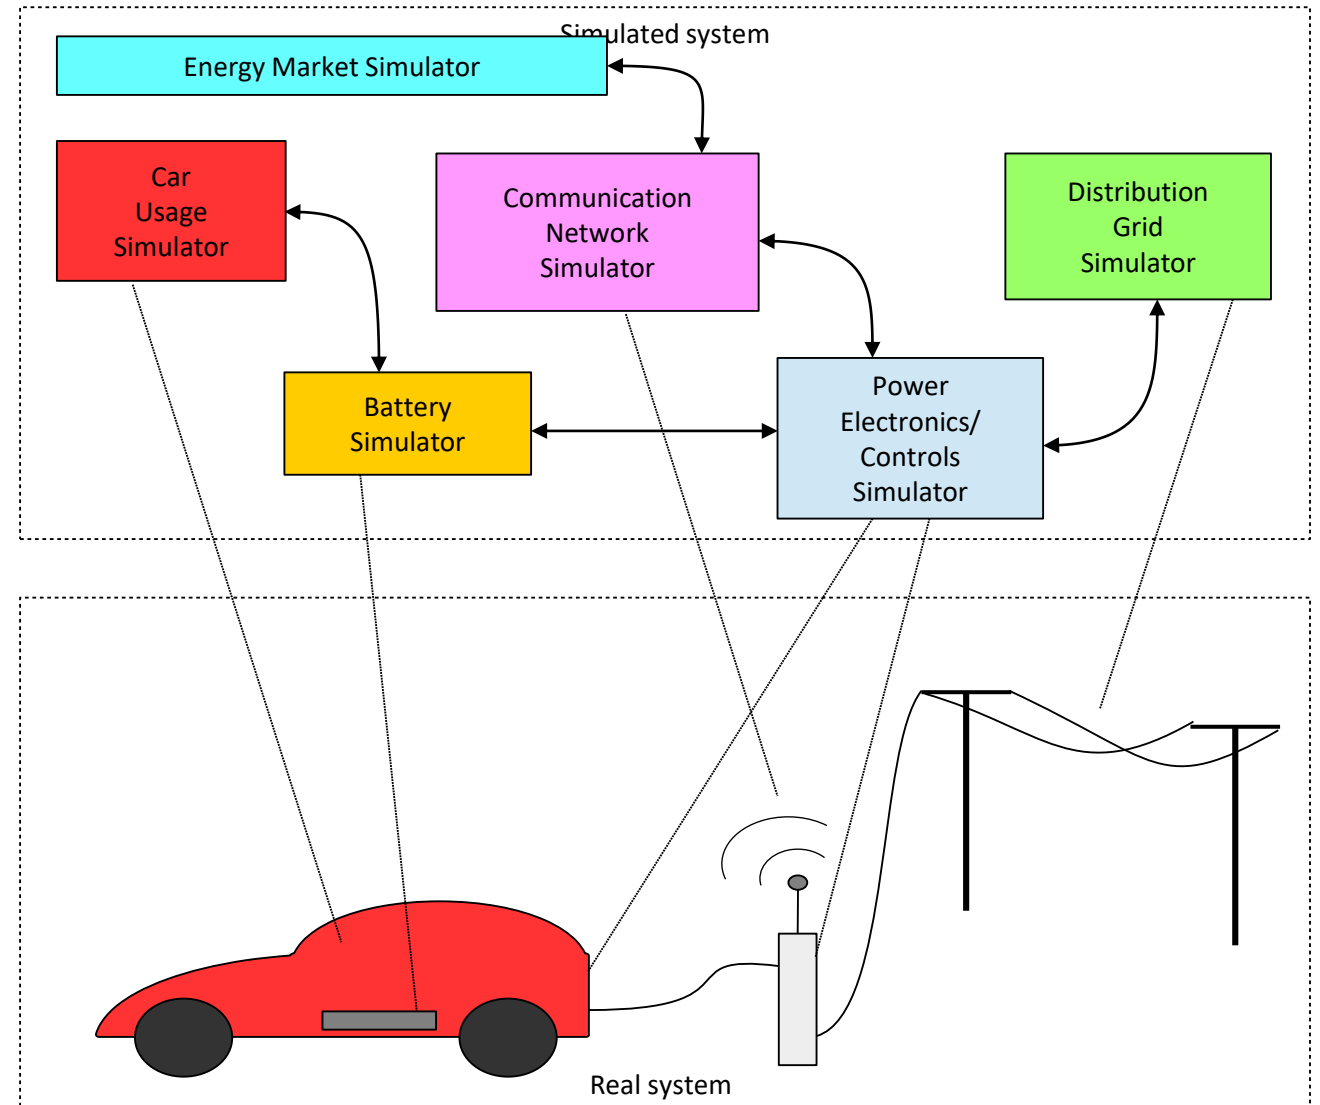 Simulated system
Energy Market Simulator
Car
Usage
Simulator
Communication
Network
Simulator
Distribution
Grid
Simulator
Battery
Simulator
Power
Electronics/
Controls
Simulator
Real system